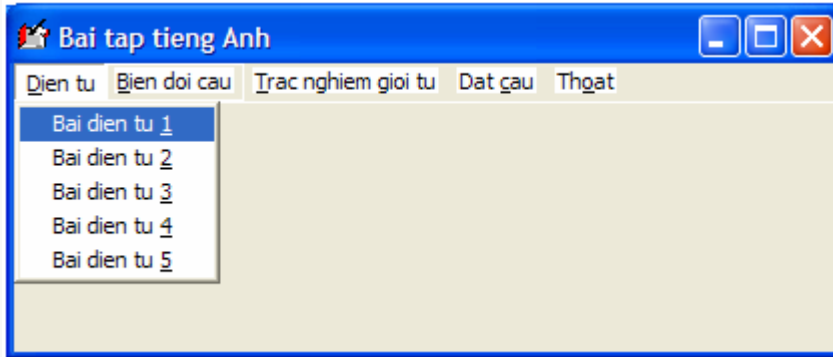 Bai tap tieng Anh
Dien tu Bien doi cau Trac nghiem gioi tu Dat cau Thoat
Bai dien tu 1
Bai dien tu 2
Bai dien tu 3
Bai dien tu 4
Bai dien tu 5